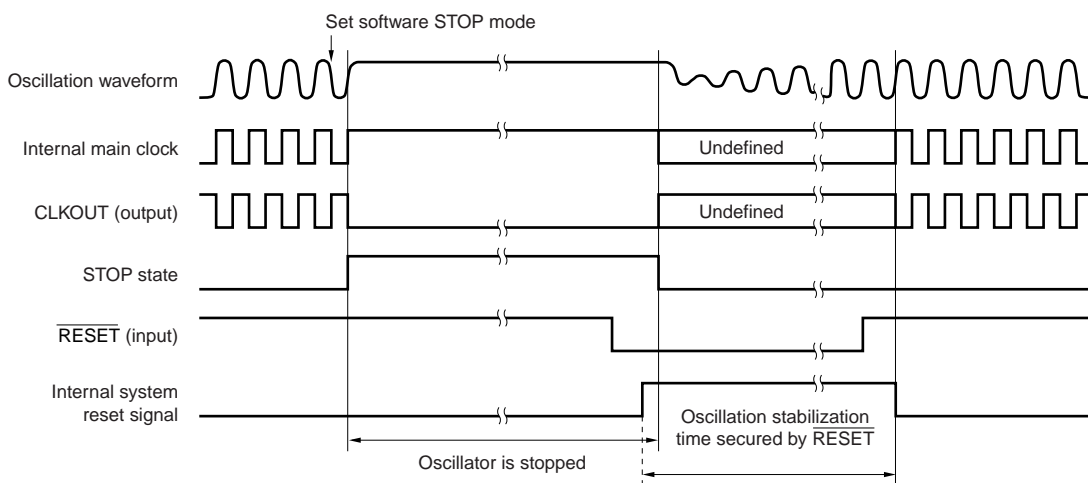 Set software STOP mode
Oscillation waveform
Internal main clock
Undefined
CLKOUT (output)
Undefined
STOP state
RESET (input)
Internal system
reset signal
Oscillation stabilization
time secured by RESET
Oscillator is stopped